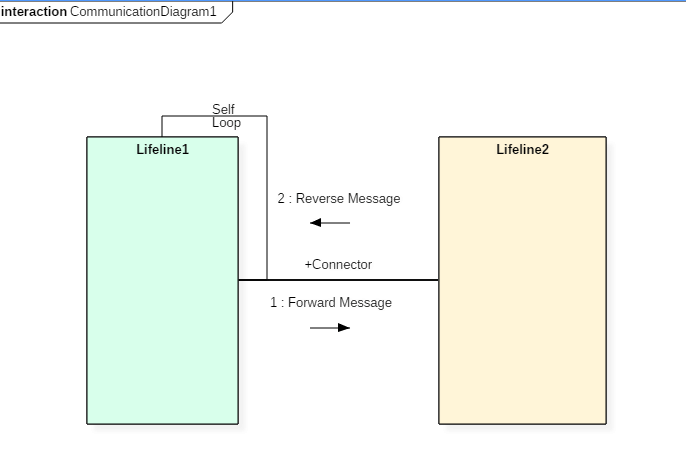 interaction CommunicationDiagram1
Self
Loop
Lifeline1
Lifeline2
2 : Reverse Message
+Connector
1 : Forward Message